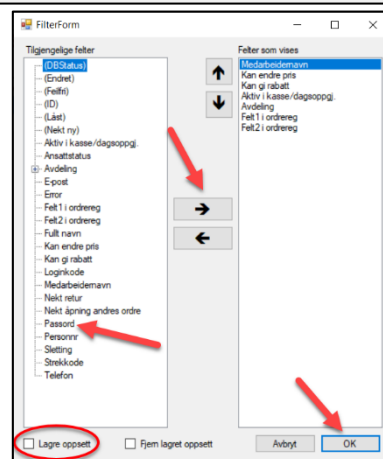 FilterForm
Tilgjengelige felter
(DBStatus)
(Endret)
(Feilfri)
(ID)
(Låst)
(Nekt ny)
Aktiv i kasse/dagsoppgj.
Ansattstatus
Avdeling
E-post
Error
Felt1 i ordrereg
Felt2 i ordrereg
Fullt navn
Kan endre pris
Kan gi rabatt
Loginkode
Medarbeidernavn
Nekt retur
Nekt åpning andres ordre
Passord
Personnr
Sletting
Strekkode
Telefon
Felter som vises
Medarbeidernavn
Kan endre pris
Kan gi rabatt
Aktiv i kasse/dagsoppgj.
Avdeling
Felt1 i ordrereg
Felt2 i ordrereg
Lagre oppsett
Fjern lagret oppsett
Avbryt
OK